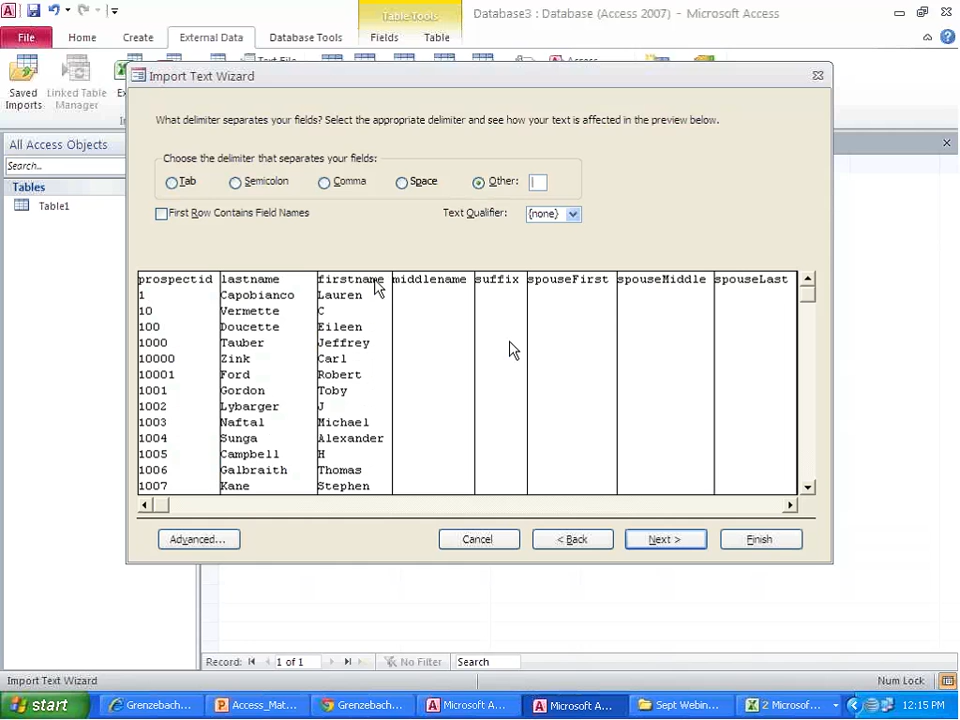 Table Tools
Database3 : Database (Access 2007) - Microsoft Access
File Home Create External Data Database Tools Fields Table
Saved Imports
Linked Table Manager
Import Text Wizard
What delimiter separates your fields? Select the appropriate delimiter and see how your text is affected in the preview below.
All Access Objects
Search...
Tables
Table1
Choose the delimiter that separates your fields:
Tab Semicolon Comma Space Other: |
First Row Contains Field Names Text Qualifier: {none}
prospectid lastname firstname middlename suffix spouseFirst spouseMiddle spouseLast
1 Capobianco Lauren
10 Vermette C
100 Doucette Eileen
1000 Tauber Jeffrey
10000 Zink Carl
10001 Ford Robert
1001 Gordon Toby
1002 Lybarger J
1003 Naftal Michael
1004 Sunga Alexander
1005 Campbell H
1006 Galbraith Thomas
1007 Kane Stephen
Advanced... Cancel < Back Next > Finish
Record: 1 of 1 No Filter Search
Import Text Wizard Num Lock
start Grenzebach... Access_Mat... Grenzebach... Microsoft A... Microsoft A... Sept Webin... 2 Microsof... 12:15 PM